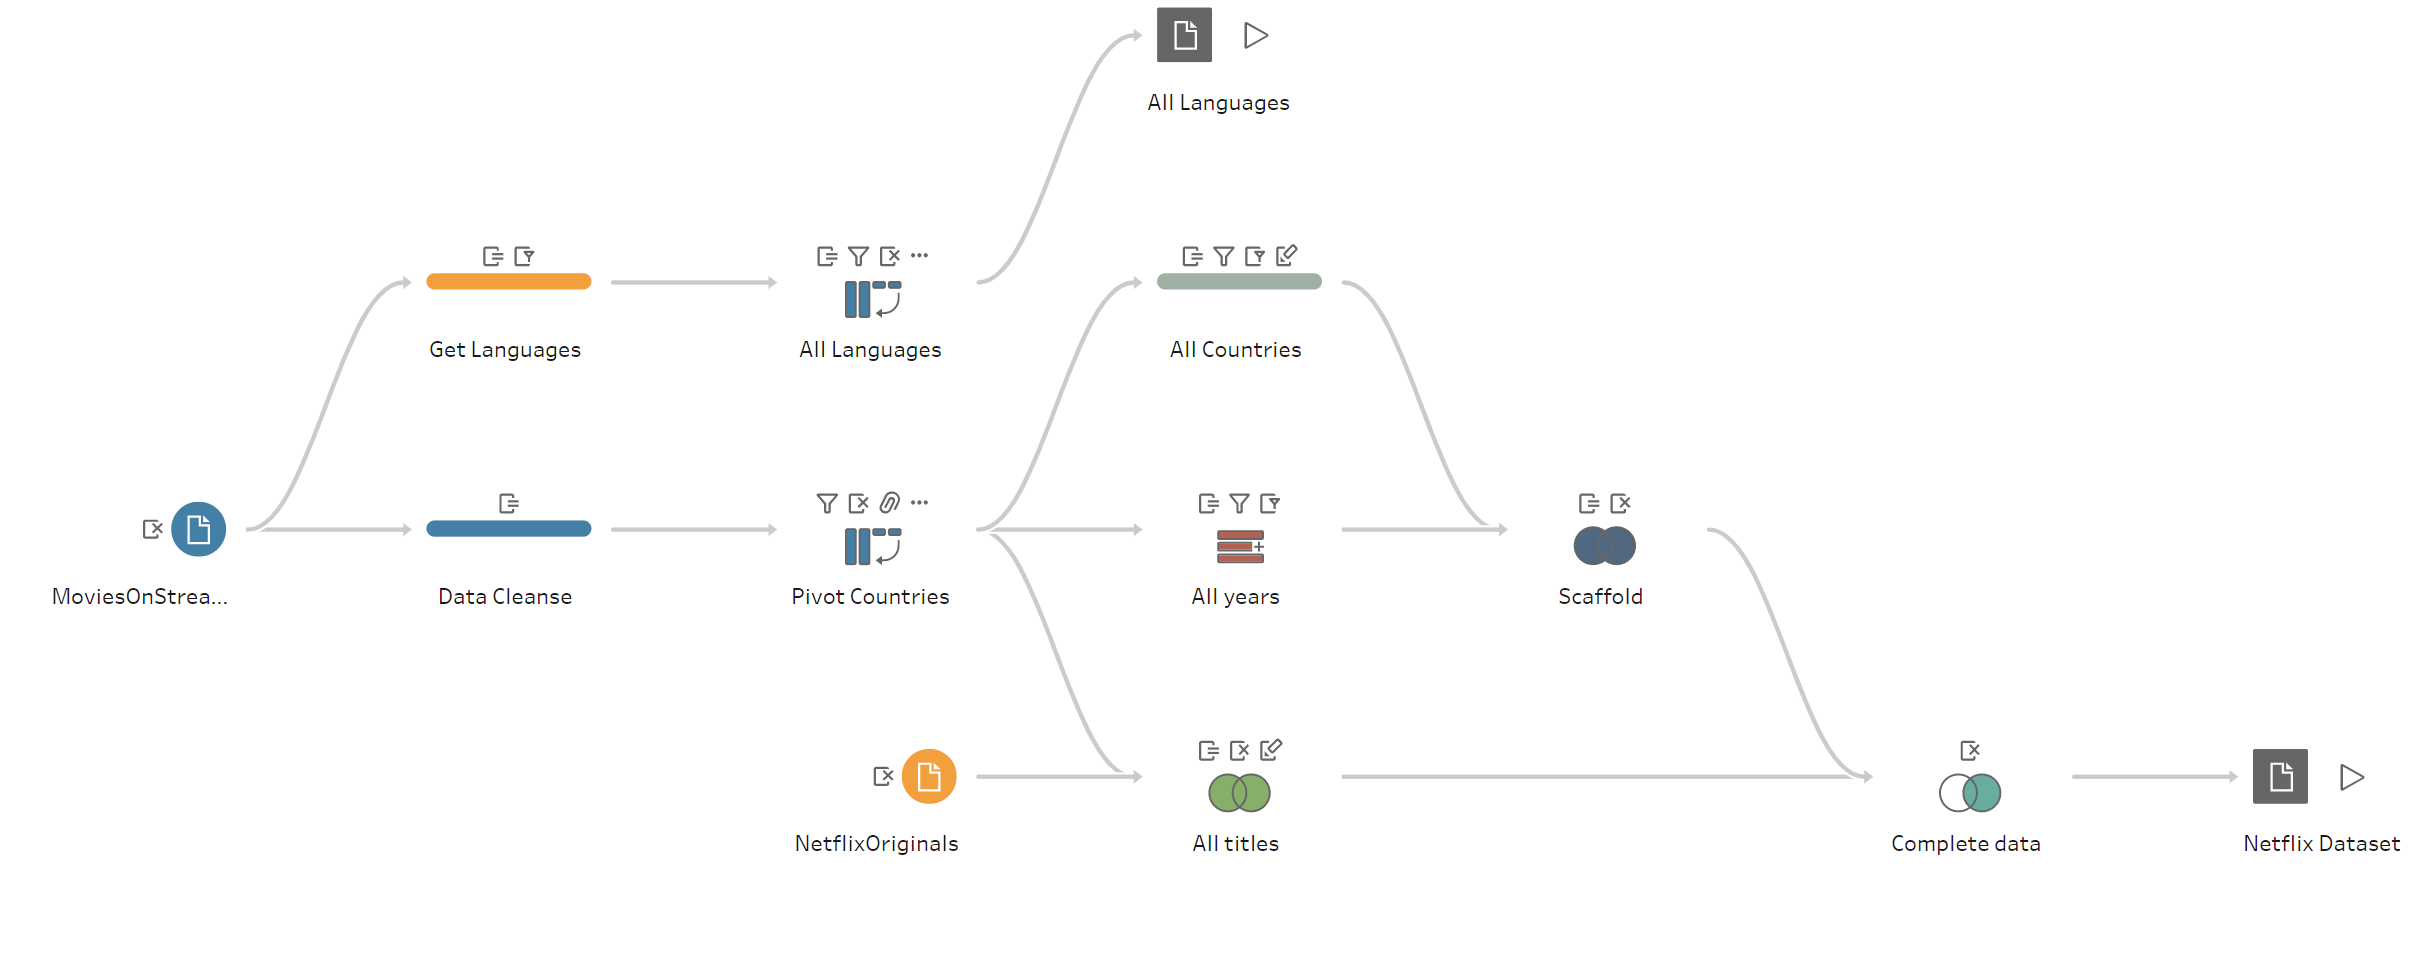 All Languages
Get Languages
All Languages
All Countries
MoviesOnStrea...
Data Cleanse
Pivot Countries
All years
Scaffold
NetflixOriginals
All titles
Complete data
Netflix Dataset